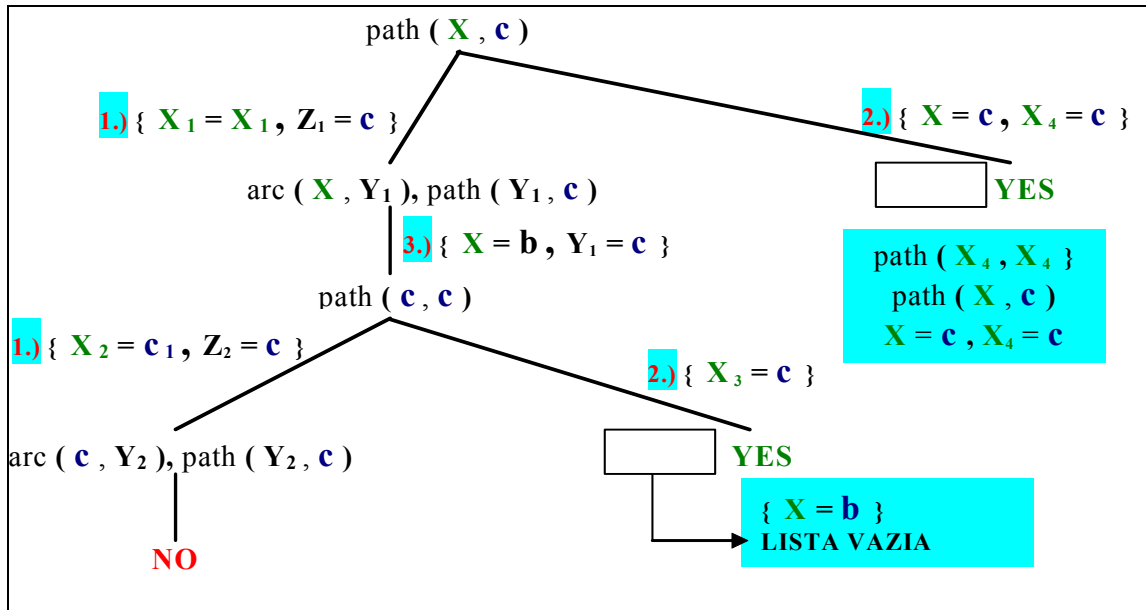 path ( X , c )
1.) { X₁ = X₁ , Z₁ = c }
2.) { X = c , X₄ = c }
arc ( X , Y₁ ), path ( Y₁ , c )
YES
3.) { X = b , Y₁ = c }
path ( X₄ , X₄ }
path ( X , c )
X = c , X₄ = c
path ( c , c )
1.) { X₂ = c₁ , Z₂ = c }
2.) { X₃ = c }
arc ( c , Y₂ ), path ( Y₂ , c )
YES
{ X = b }
LISTA VAZIA
NO